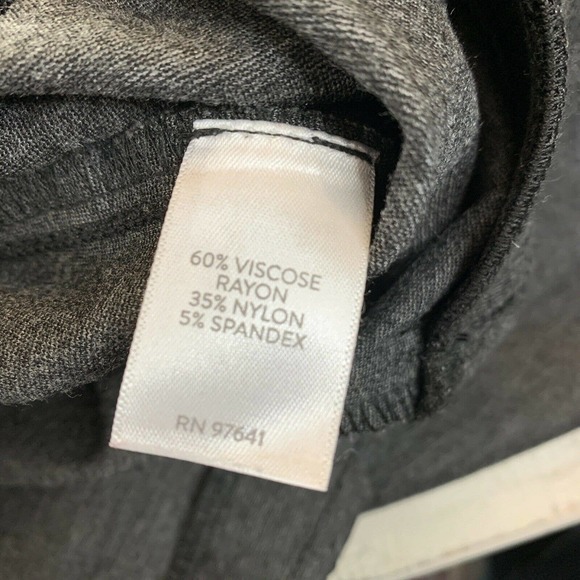 60% VISCOSE
RAYON
35% NYLON
5% SPANDEX
RN 97641